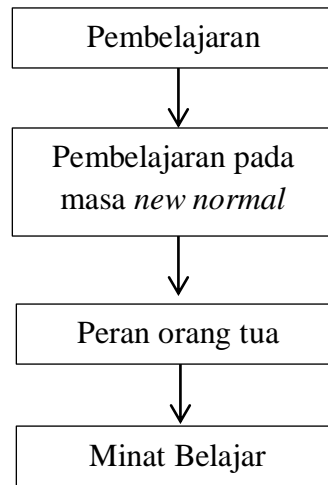 Pembelajaran
Pembelajaran pada
masa new normal
Peran orang tua
Minat Belajar